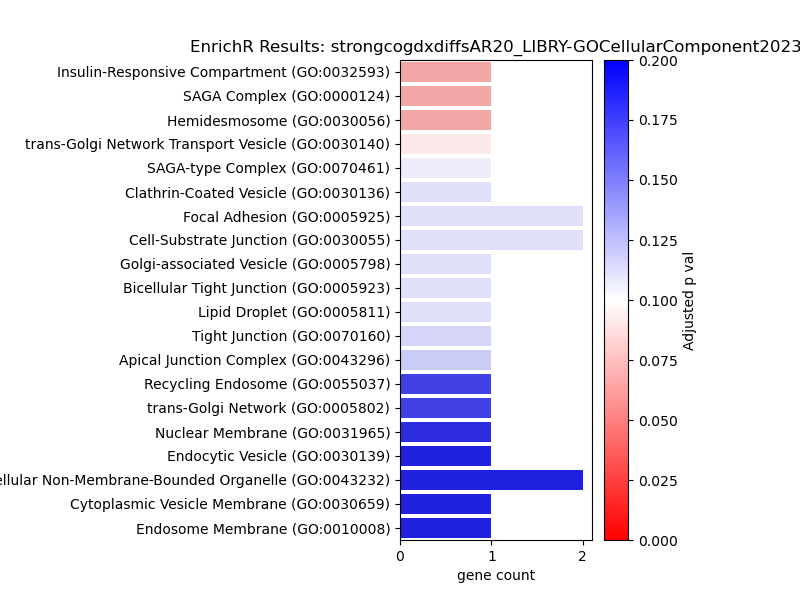 EnrichR Results: strongcogdxdiffsAR20_LIBRY-GOCellularComponent2023
Insulin-Responsive Compartment (GO:0032593)
SAGA Complex (GO:0000124)
Hemidesmosome (GO:0030056)
trans-Golgi Network Transport Vesicle (GO:0030140)
SAGA-type Complex (GO:0070461)
Clathrin-Coated Vesicle (GO:0030136)
Focal Adhesion (GO:0005925)
Cell-Substrate Junction (GO:0030055)
Golgi-associated Vesicle (GO:0005798)
Bicellular Tight Junction (GO:0005923)
Lipid Droplet (GO:0005811)
Tight Junction (GO:0070160)
Apical Junction Complex (GO:0043296)
Recycling Endosome (GO:0055037)
trans-Golgi Network (GO:0005802)
Nuclear Membrane (GO:0031965)
Endocytic Vesicle (GO:0030139)
ellular Non-Membrane-Bounded Organelle (GO:0043232)
Cytoplasmic Vesicle Membrane (GO:0030659)
Endosome Membrane (GO:0010008)
0 1 2
gene count
0.200
0.175
0.150
0.125
0.100
0.075
0.050
0.025
0.000
Adjusted p val